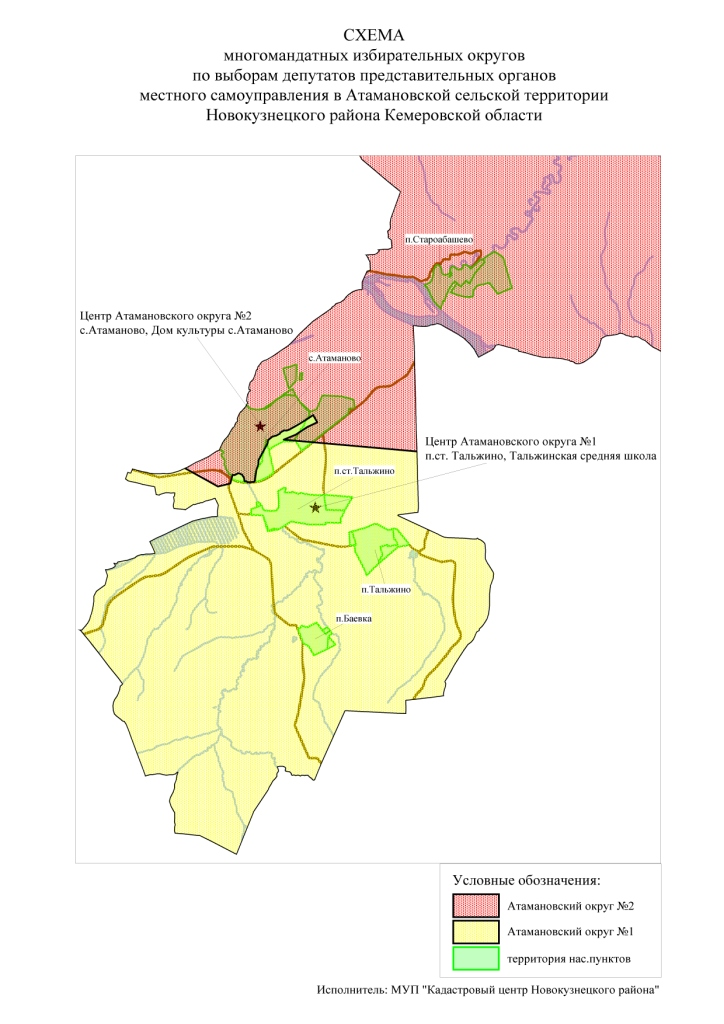 СХЕМА
многомандатных избирательных округов
по выборам депутатов представительных органов
местного самоуправления в Атамановской сельской территории
Новокузнецкого района Кемеровской области
п.Староабашево
Центр Атамановского округа №2
с.Атаманово, Дом культуры с.Атаманово
с.Атаманово
Центр Атамановского округа №1
п.ст. Тальжино, Тальжинская средняя школа
п.ст.Тальжино
п.Тальжино
п.Баевка
Условные обозначения:
Атамановский округ №2
Атамановский округ №1
территория нас.пунктов
Исполнитель: МУП "Кадастровый центр Новокузнецкого района"